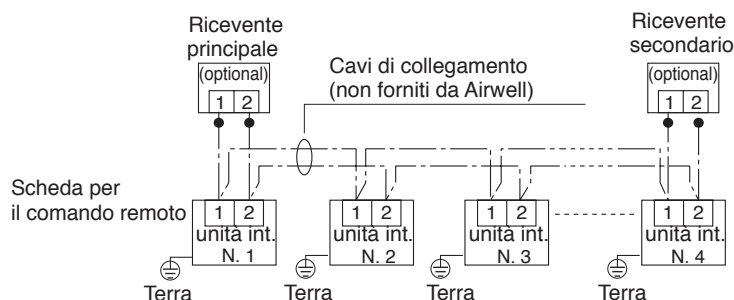 Ricevente
principale
(optional)
1 2
Cavi di collegamento
(non forniti da Airwell)
Ricevente
secondario
(optional)
1 2
Scheda per
il comando remoto
1 2
unità int.
N. 1
1 2
unità int.
N. 2
1 2
unità int.
N. 3
1 2
unità int.
N. 4
Terra
Terra
Terra
Terra